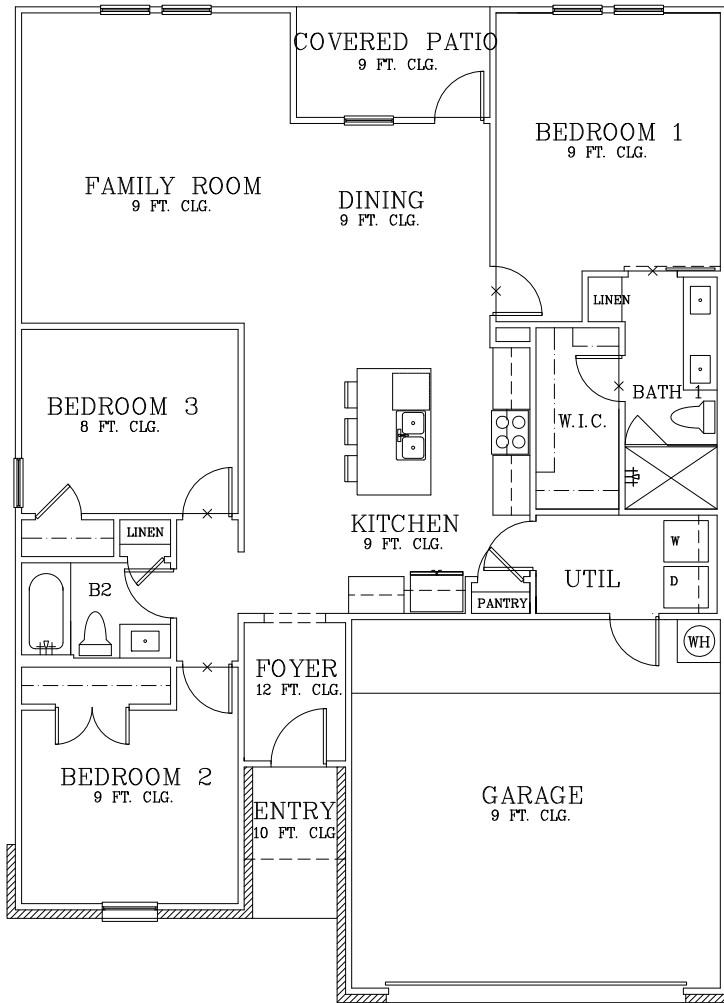 COVERED PATIO
9 FT. CLG.
BEDROOM 1
9 FT. CLG.
FAMILY ROOM
9 FT. CLG.
DINING
9 FT. CLG.
LINEN
BEDROOM 3
8 FT. CLG.
BATH 1
W.I.C.
KITCHEN
9 FT. CLG.
LINEN
W
UTIL
D
B2
PANTRY
WH
FOYER
12 FT. CLG.
BEDROOM 2
9 FT. CLG.
ENTRY
10 FT. CLG
GARAGE
9 FT. CLG.